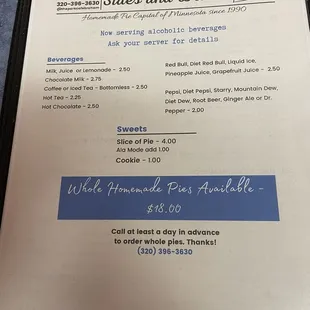 320-396-3630
Sides and
Homemade Pie Capital of Minnesota since 1990
Now serving alcoholic beverages
Ask your server for details
Beverages
Milk, Juice or Lemonade - 2.50
Chocolate Milk - 2.75
Coffee or Iced Tea - Bottomless - 2.50
Hot Tea - 2.25
Hot Chocolate - 2.50
Red Bull, Diet Red Bull, Liquid Ice,
Pineapple Juice, Grapefruit Juice - 2.50
Pepsi, Diet Pepsi, Starry, Mountain Dew,
Diet Dew, Root Beer, Ginger Ale or Dr.
Pepper - 2.00
Sweets
Slice of Pie - 4.00
Ala Mode add 1.00
Cookie - 1.00
Whole Homemade Pies Available -
$18.00
Call at least a day in advance
to order whole pies. Thanks!
(320) 396-3630